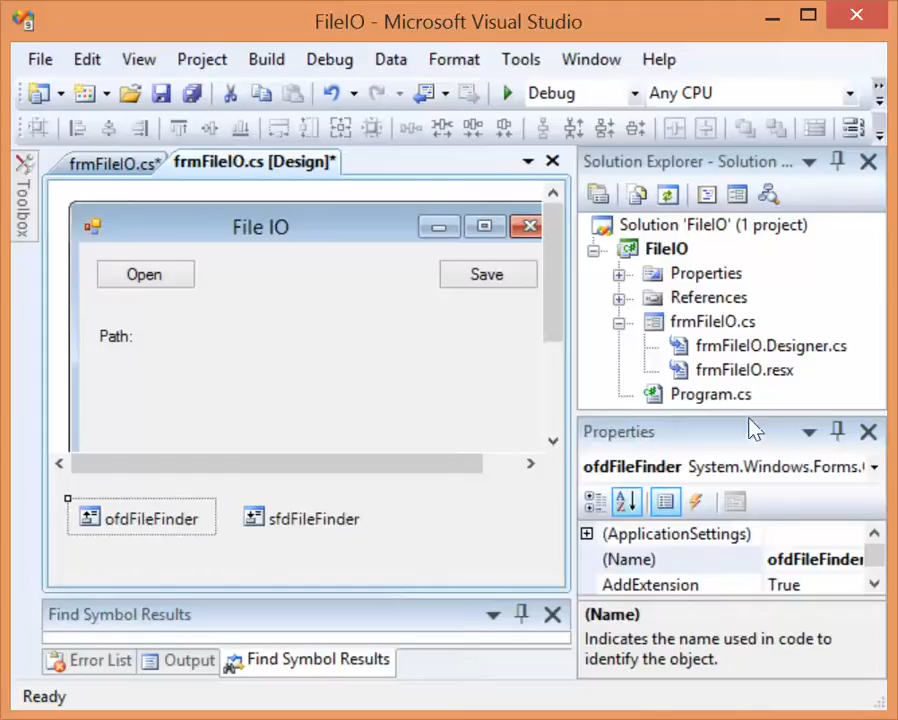 FileIO - Microsoft Visual Studio
File Edit View Project Build Debug Data Format Tools Window Help
Debug Any CPU
Toolbox
frmFileIO.cs* frmFileIO.cs [Design]*
File IO
Open Save
Path:
ofdFileFinder sfdFileFinder
Find Symbol Results
Error List Output Find Symbol Results
Solution Explorer - Solution ...
Solution 'FileIO' (1 project)
FileIO
Properties
References
frmFileIO.cs
frmFileIO.Designer.cs
frmFileIO.resx
Program.cs
Properties
ofdFileFinder System.Windows.Forms.
(ApplicationSettings)
(Name) ofdFileFinder
AddExtension True
(Name)
Indicates the name used in code to
identify the object.
Ready